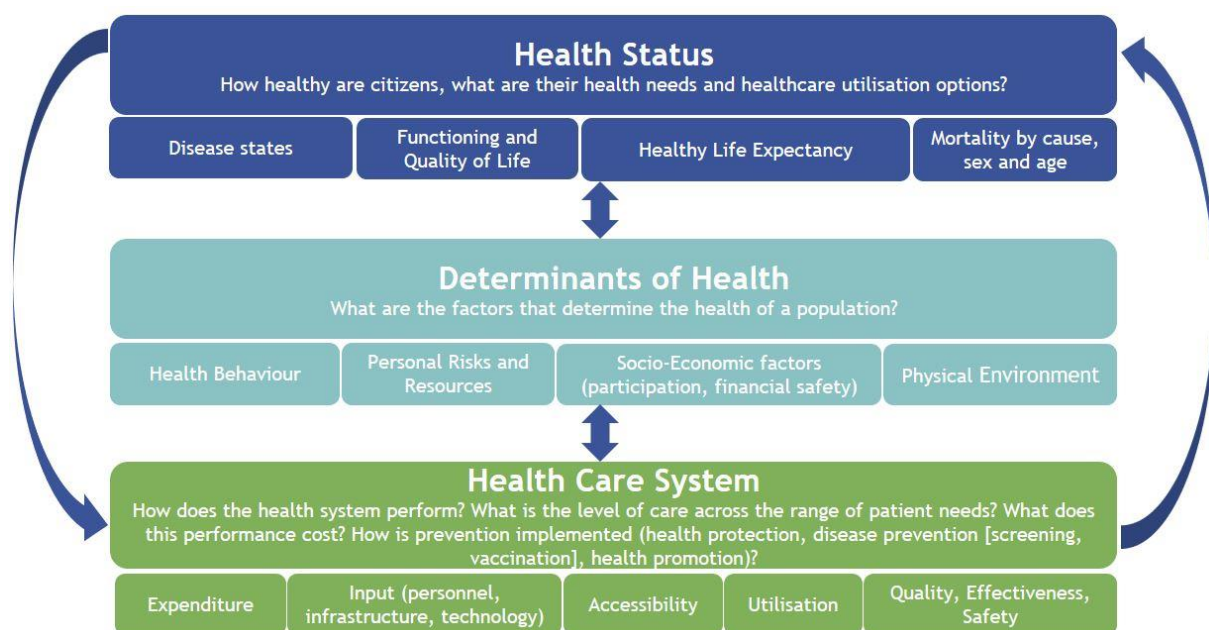 Health Status
How healthy are citizens, what are their health needs and healthcare utilisation options?
Disease states
Functioning and
Quality of Life
Healthy Life Expectancy
Mortality by cause,
sex and age
Determinants of Health
What are the factors that determine the health of a population?
Health Behaviour
Personal Risks and
Resources
Socio-Economic factors
(participation, financial safety)
Physical Environment
Health Care System
How does the health system perform? What is the level of care across the range of patient needs? What does
this performance cost? How is prevention implemented (health protection, disease prevention [screening,
vaccination], health promotion)?
Expenditure
Input (personnel,
infrastructure, technology)
Accessibility
Utilisation
Quality, Effectiveness,
Safety